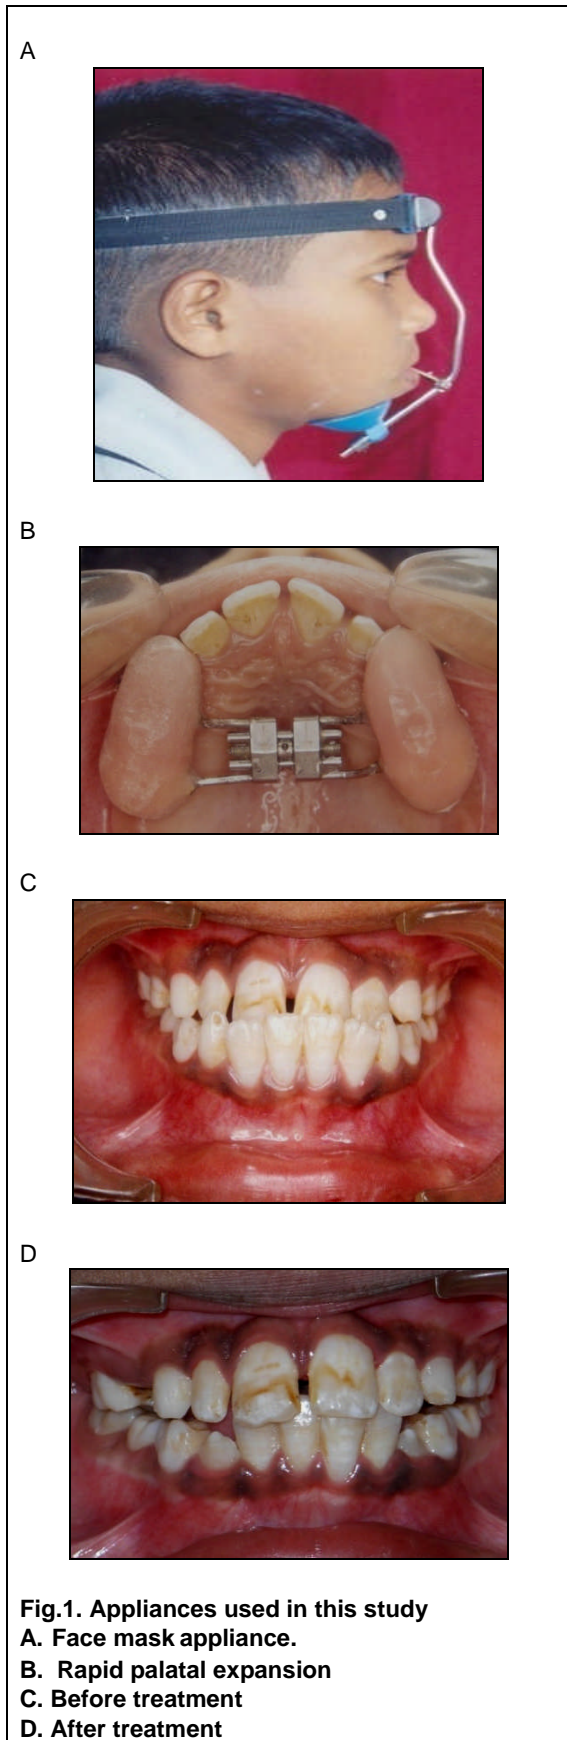 A
B
C
D
Fig.1. Appliances used in this study
A. Face mask appliance.
B. Rapid palatal expansion
C. Before treatment
D. After treatment